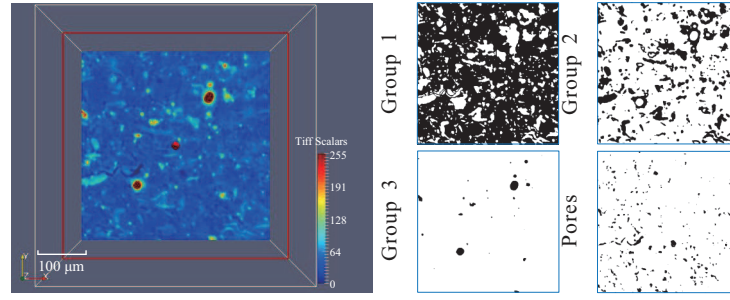 Tiff Scalars
255
191
128
64
0
100 μm
Y
Z
X
Group 1
Group 2
Group 3
Pores